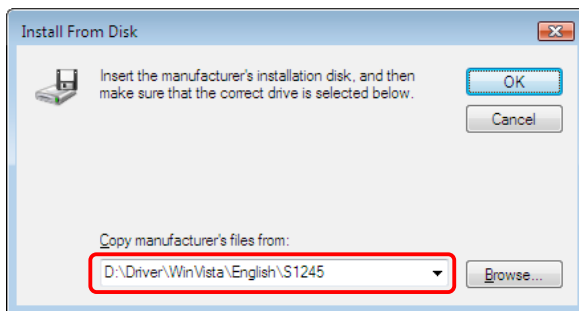 Install From Disk
Insert the manufacturer's installation disk, and then
make sure that the correct drive is selected below.
OK
Cancel
Copy manufacturer's files from:
D:\Driver\WinVista\English\S1245
Browse...